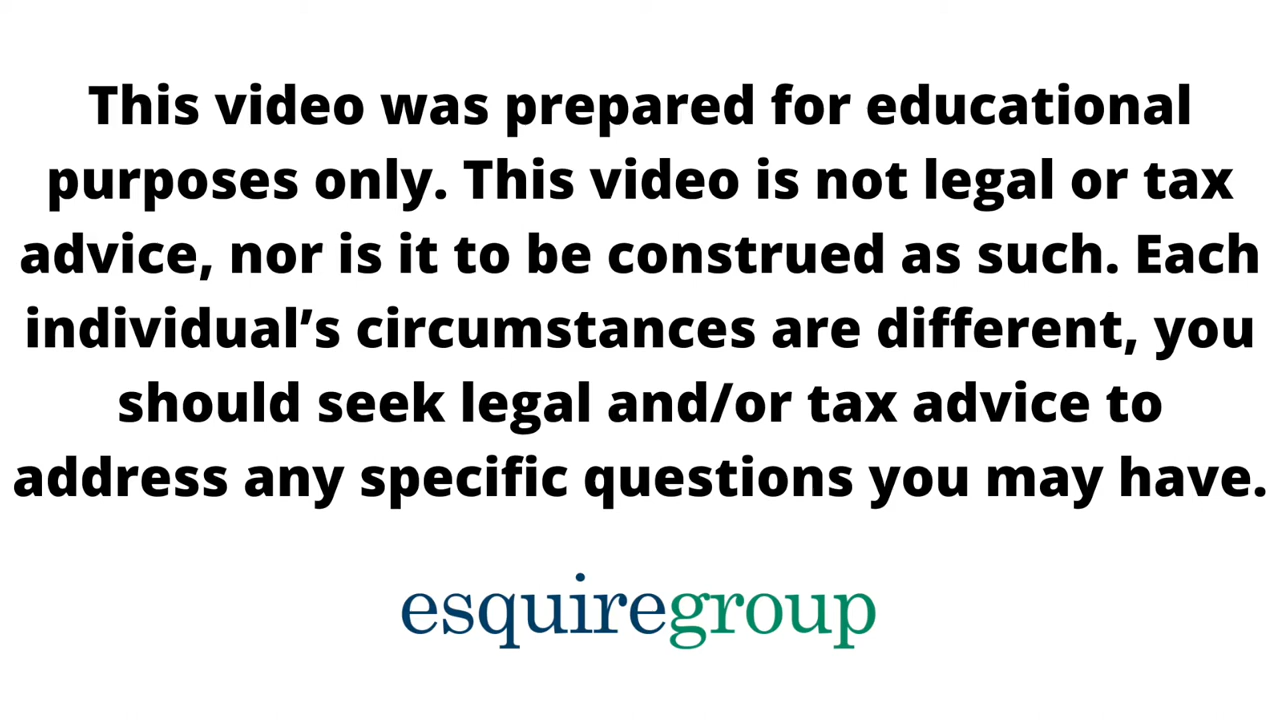 This video was prepared for educational
purposes only. This video is not legal or tax
advice, nor is it to be construed as such. Each
individual’s circumstances are different, you
should seek legal and/or tax advice to
address any specific questions you may have.
esquiregroup